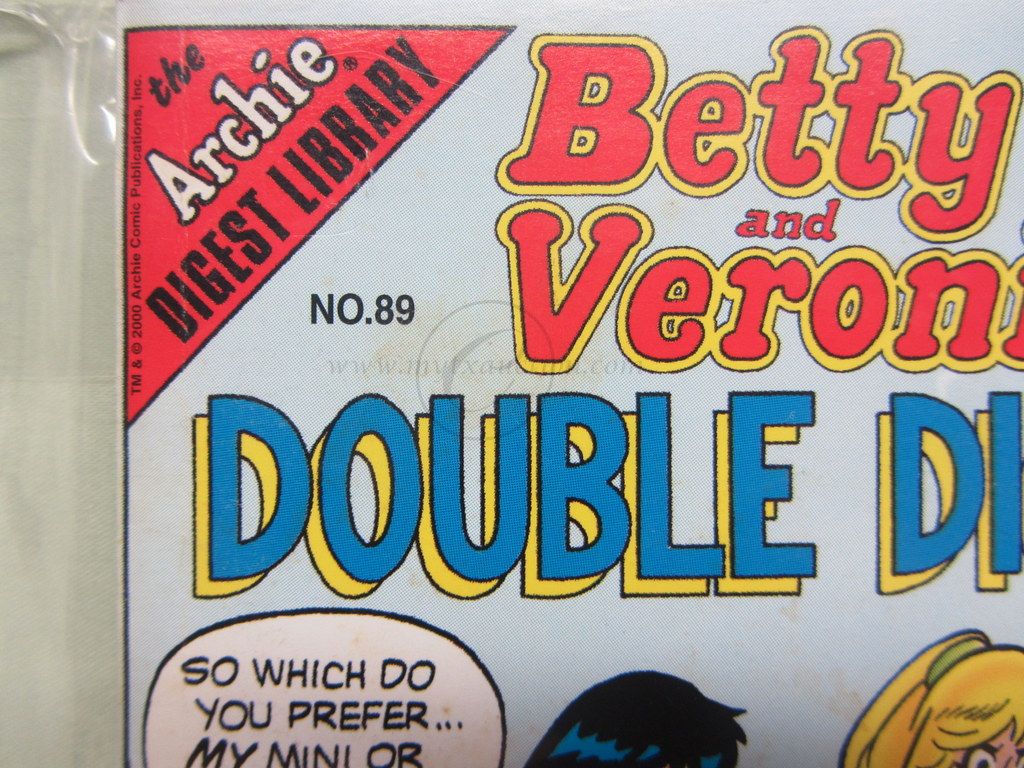 the
Archie®
DIGEST LIBRARY
TM & © 2000 Archie Comic Publications, Inc.
Betty
and
Veroni
NO.89
DOUBLE DI
SO WHICH DO
YOU PREFER...
MY MINI OR